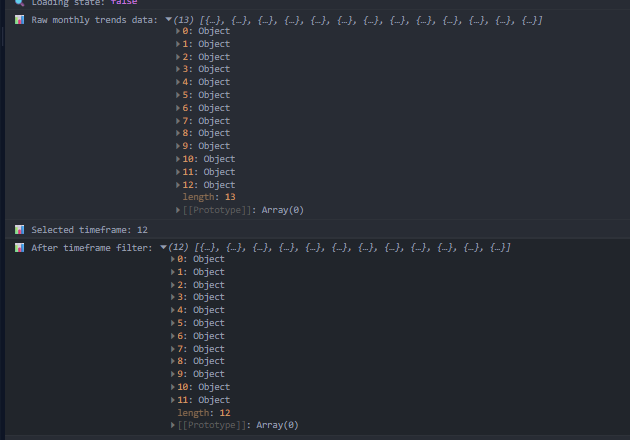 Loading state: false
Raw monthly trends data: (13) [{…}, {…}, {…}, {…}, {…}, {…}, {…}, {…}, {…}, {…}, {…}, {…}, {…}]
0: Object
1: Object
2: Object
3: Object
4: Object
5: Object
6: Object
7: Object
8: Object
9: Object
10: Object
11: Object
12: Object
length: 13
[[Prototype]]: Array(0)
Selected timeframe: 12
After timeframe filter: (12) [{…}, {…}, {…}, {…}, {…}, {…}, {…}, {…}, {…}, {…}, {…}, {…}]
0: Object
1: Object
2: Object
3: Object
4: Object
5: Object
6: Object
7: Object
8: Object
9: Object
10: Object
11: Object
length: 12
[[Prototype]]: Array(0)